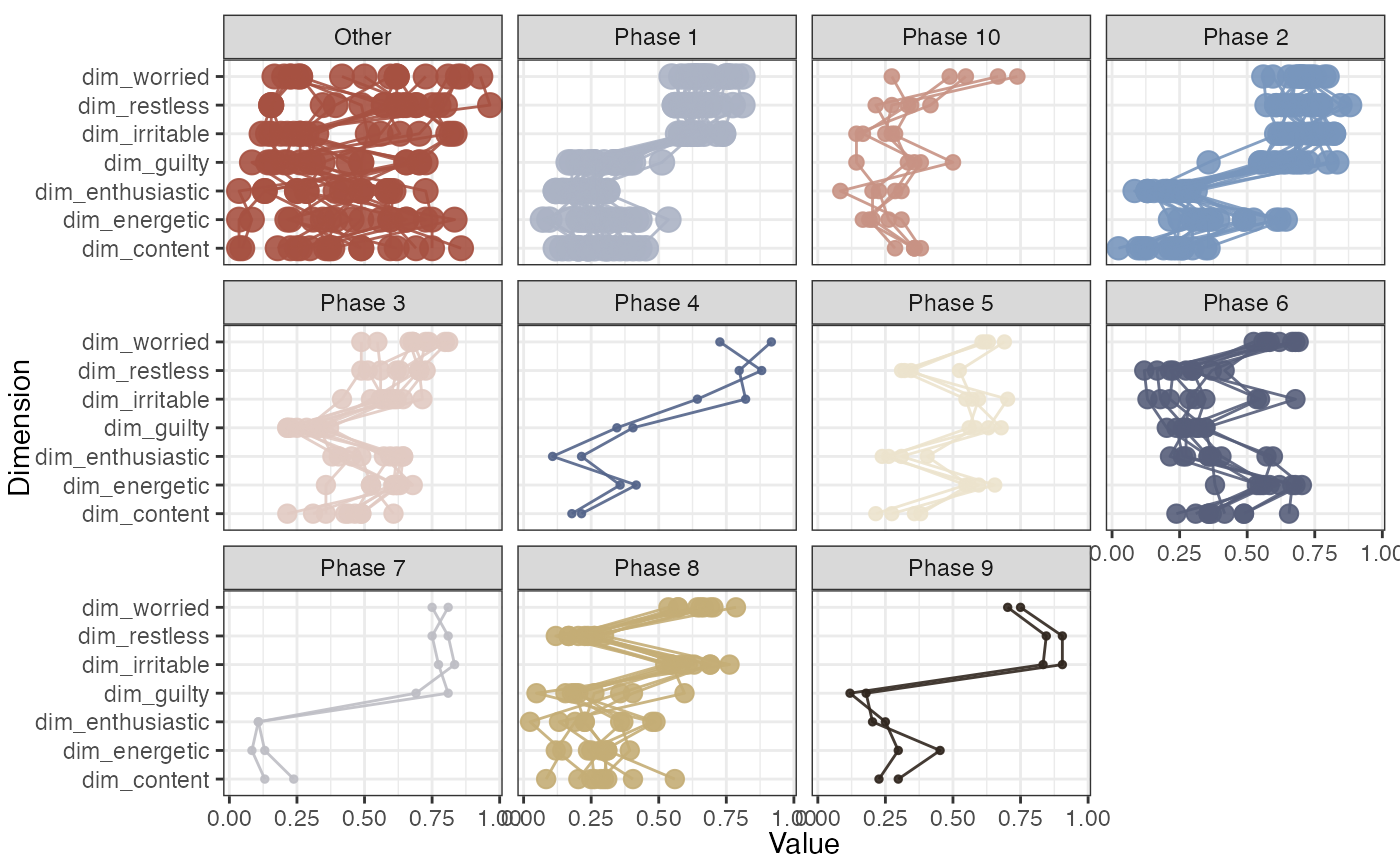 Other
Phase 1
Phase 10
Phase 2
dim_worried
dim_restless
dim_irritable
dim_guilty
dim_enthusiastic
dim_energetic
dim_content
Phase 3
Phase 4
Phase 5
Phase 6
dim_worried
dim_restless
dim_irritable
dim_guilty
dim_enthusiastic
dim_energetic
dim_content
0.00 0.25 0.50 0.75 1.00
Phase 7
Phase 8
Phase 9
dim_worried
dim_restless
dim_irritable
dim_guilty
dim_enthusiastic
dim_energetic
dim_content
0.00 0.25 0.50 0.75 1.00
0.00 0.25 0.50 0.75 1.00
0.00 0.25 0.50 0.75 1.00
Value
Dimension